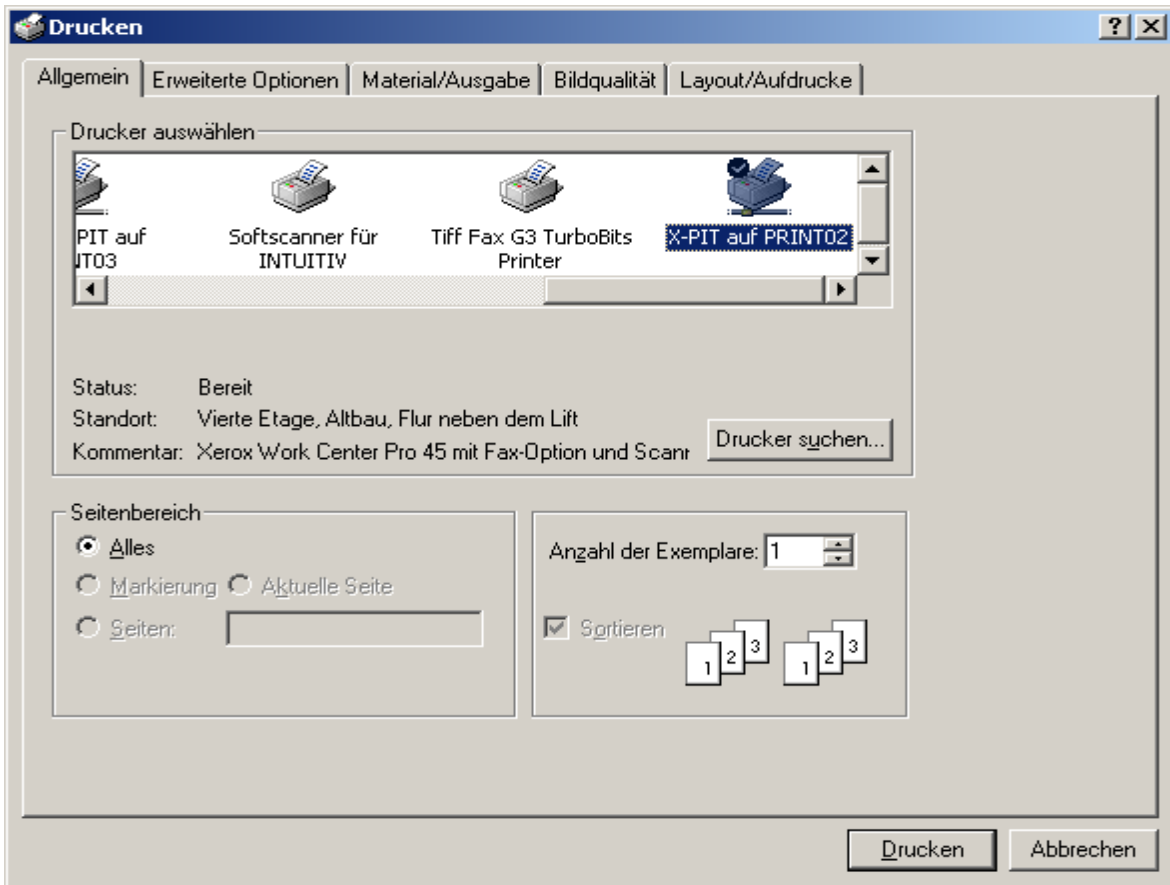 Drucken
Allgemein Erweiterte Optionen Material/Ausgabe Bildqualität Layout/Aufdrucke
Drucker auswählen
PIT auf Softscanner für Tiff Fax G3 TurboBits X-PIT auf PRINT02
INTUITIV Printer
Status: Bereit
Standort: Vierte Etage, Altbau, Flur neben dem Lift
Kommentar: Xerox Work Center Pro 45 mit Fax-Option und Scanr
Drucker suchen...
Seitenbereich
Alles
Markierung Aktuelle Seite
Seiten:
Anzahl der Exemplare: 1
Sortieren
1 2 3 1 2 3
Drucken Abbrechen